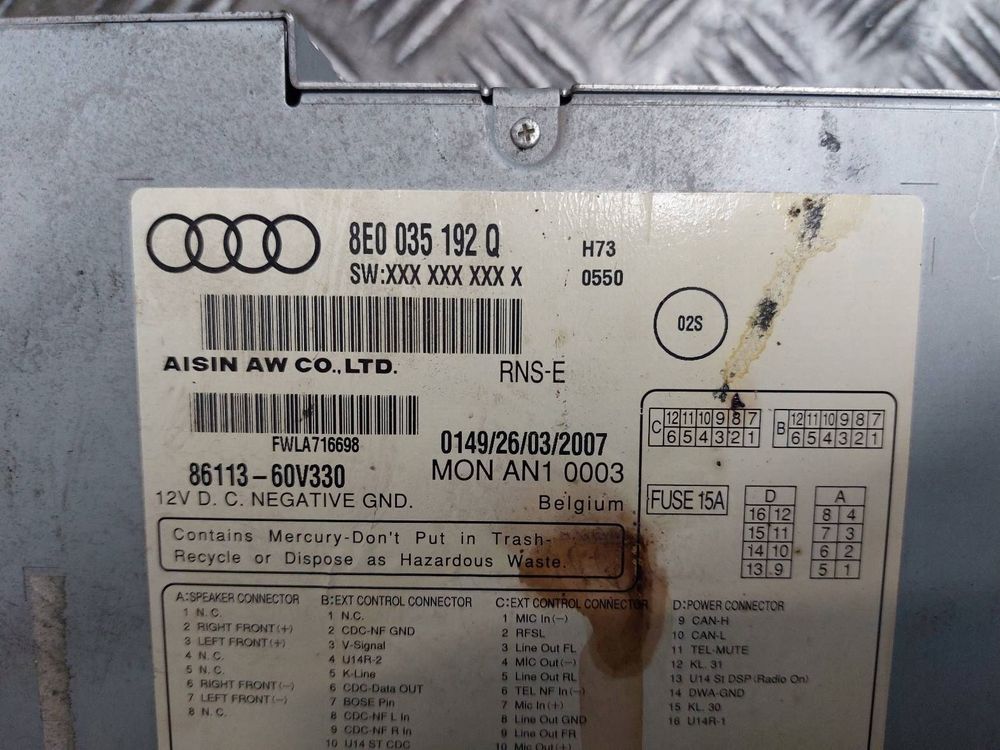 8E0 035 192 Q
H73
SW:XXX XXX XXX X
0550
02S
AISIN AW CO.,LTD.
RNS-E
FWLA716698
0149/26/03/2007
86113-60V330
MON AN1 0003
12V D. C. NEGATIVE GND.
Belgium
Contains Mercury-Don't Put in Trash-
Recycle or Dispose as Hazardous Waste.
C 12 11 10 9 8 7
6 5 4 3 2 1
B 12 11 10 9 8 7
6 5 4 3 2 1
FUSE 15A
D
16 12
15 11
14 10
13 9
A
8 4
7 3
6 2
5 1
A:SPEAKER CONNECTOR
1 N.C.
2 RIGHT FRONT(+)
3 LEFT FRONT(+)
4 N.C.
5 N.C.
6 RIGHT FRONT(-)
7 LEFT FRONT(-)
8 N.C.
B:EXT CONTROL CONNECTOR
1 N.C.
2 CDC-NF GND
3 V-Signal
4 U14R-2
5 K-Line
6 CDC-Data OUT
7 BOSE Pin
8 CDC-NF L In
9 CDC-NF R In
10 U14 ST CDC
C:EXT CONTROL CONNECTOR
1 MIC In(-)
2 RFSL
3 Line Out FL
4 MIC Out(-)
5 Line Out RL
6 TEL NF In(-)
7 Mic In(+)
8 Line Out GND
9 Line Out FR
10 Mic Out(+)
D:POWER CONNECTOR
9 CAN-H
10 CAN-L
11 TEL-MUTE
12 KL. 31
13 U14 St DSP (Radio On)
14 DWA-GND
15 KL. 30
16 U14R-1